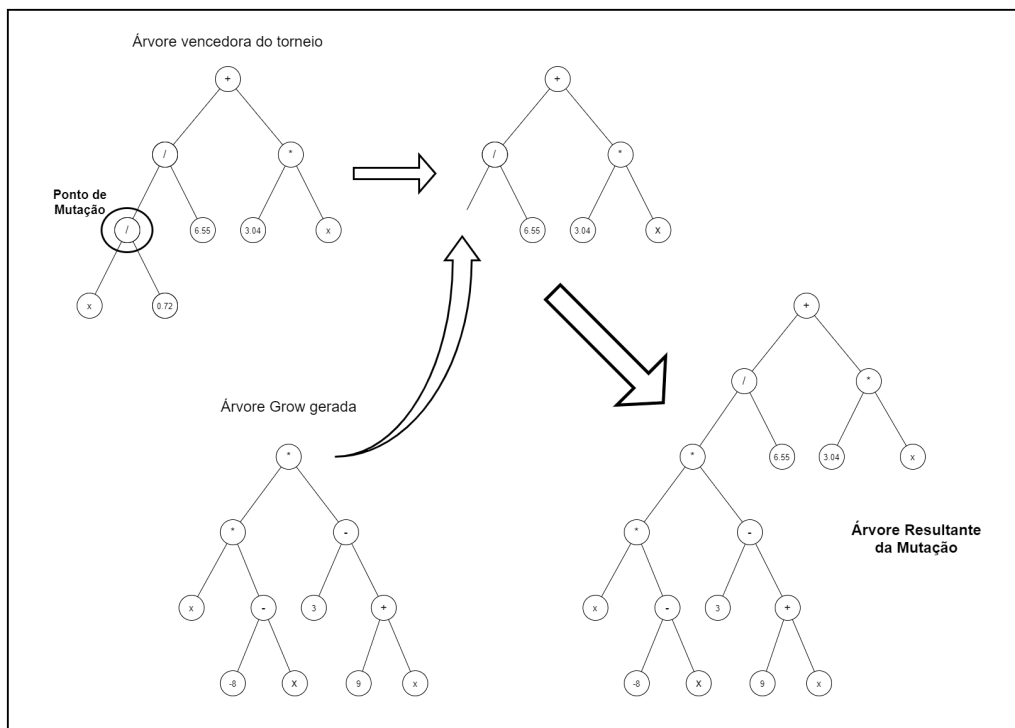 Árvore vencedora do torneio
+
+
/
*
/
*
Ponto de
Mutação
/
6.55
3.04
x
6.55
3.04
X
x
0.72
+
/
*
Árvore Grow gerada
*
*
6.55
3.04
x
*
-
*
-
Árvore Resultante
da Mutação
x
-
3
+
x
-
3
+
-8
X
9
x
-8
X
9
x